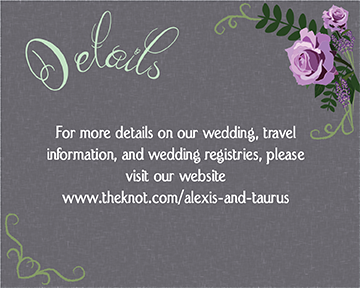 Details
For more details on our wedding, travel
information, and wedding registries, please
visit our website
www.theknot.com/alexis-and-taurus